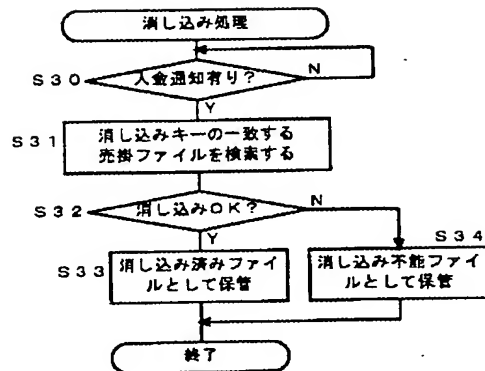 消し込み処理
S30
入金通知有り?
N
Y
S31
消し込みキーの一致する
売掛ファイルを検索する
S32
消し込みOK?
N
Y
S33
消し込み済みファイ
ルとして保管
S34
消し込み不能ファイ
ルとして保管
終了